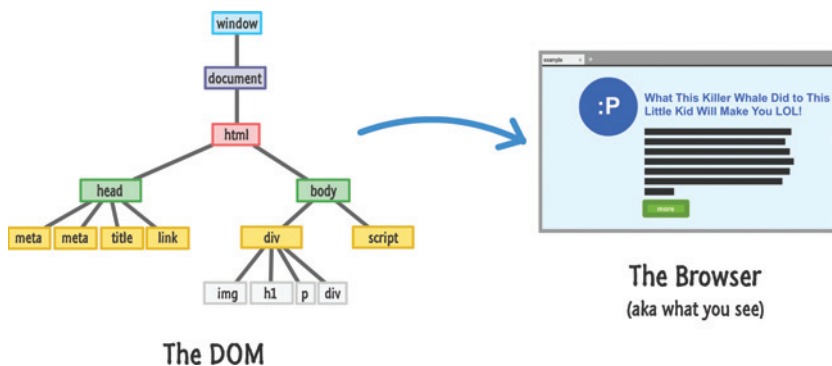 window
document
html
head
body
meta
meta
title
link
div
script
img
h1
p
div
The DOM
example x +
:P
What This Killer Whale Did to This
Little Kid Will Make You LOL!
more
The Browser
(aka what you see)